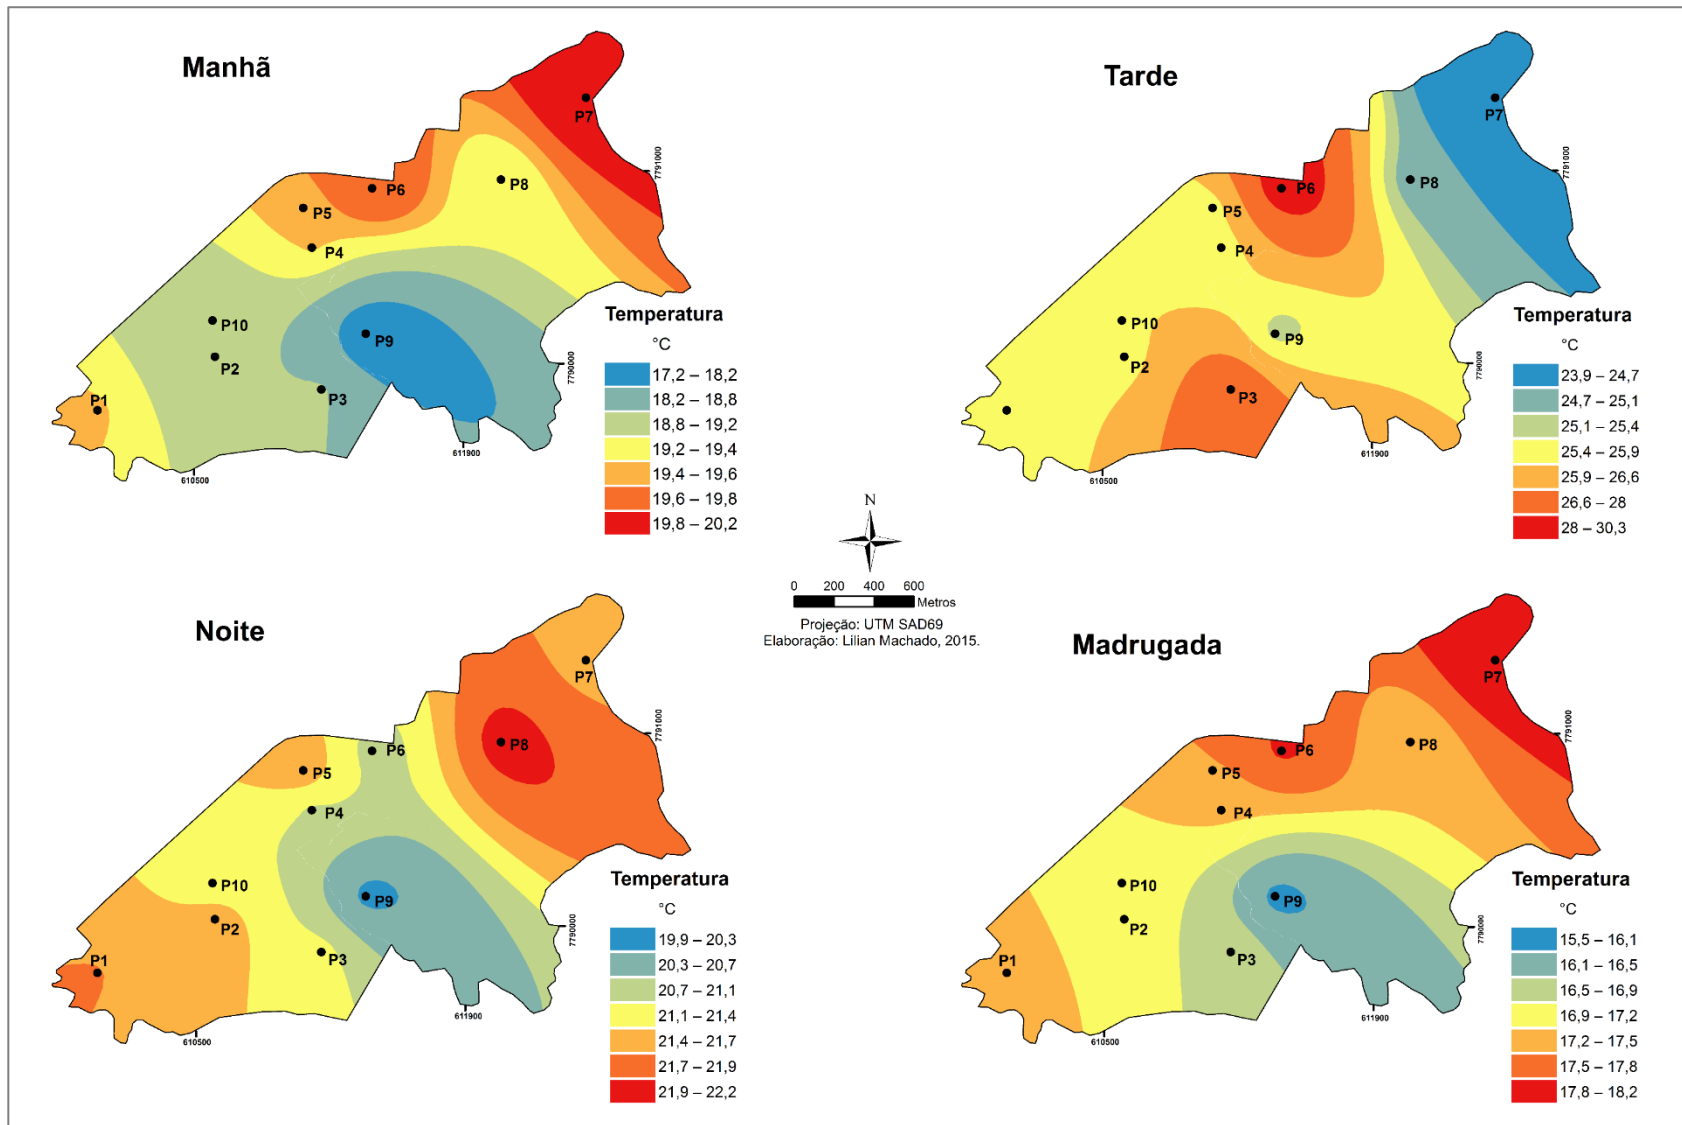 Manhã
P7
P8
P6
P5
P4
P10
P9
P2
P3
P1
7791000
7790000
611900
610500
Temperatura
°C
17,2 – 18,2
18,2 – 18,8
18,8 – 19,2
19,2 – 19,4
19,4 – 19,6
19,6 – 19,8
19,8 – 20,2
Tarde
P7
P8
P6
P5
P4
P10
P9
P2
P3
7791000
7790000
611900
610500
Temperatura
°C
23,9 – 24,7
24,7 – 25,1
25,1 – 25,4
25,4 – 25,9
25,9 – 26,6
26,6 – 28
28 – 30,3
N
0 200 400 600
Metros
Projeção: UTM SAD69
Elaboração: Lilian Machado, 2015.
Noite
P7
P8
P6
P5
P4
P10
P9
P2
P3
P1
7791000
7790000
611900
610500
Temperatura
°C
19,9 – 20,3
20,3 – 20,7
20,7 – 21,1
21,1 – 21,4
21,4 – 21,7
21,7 – 21,9
21,9 – 22,2
Madrugada
P7
P8
P6
P5
P4
P10
P9
P2
P3
P1
7791000
7790000
611900
610500
Temperatura
°C
15,5 – 16,1
16,1 – 16,5
16,5 – 16,9
16,9 – 17,2
17,2 – 17,5
17,5 – 17,8
17,8 – 18,2